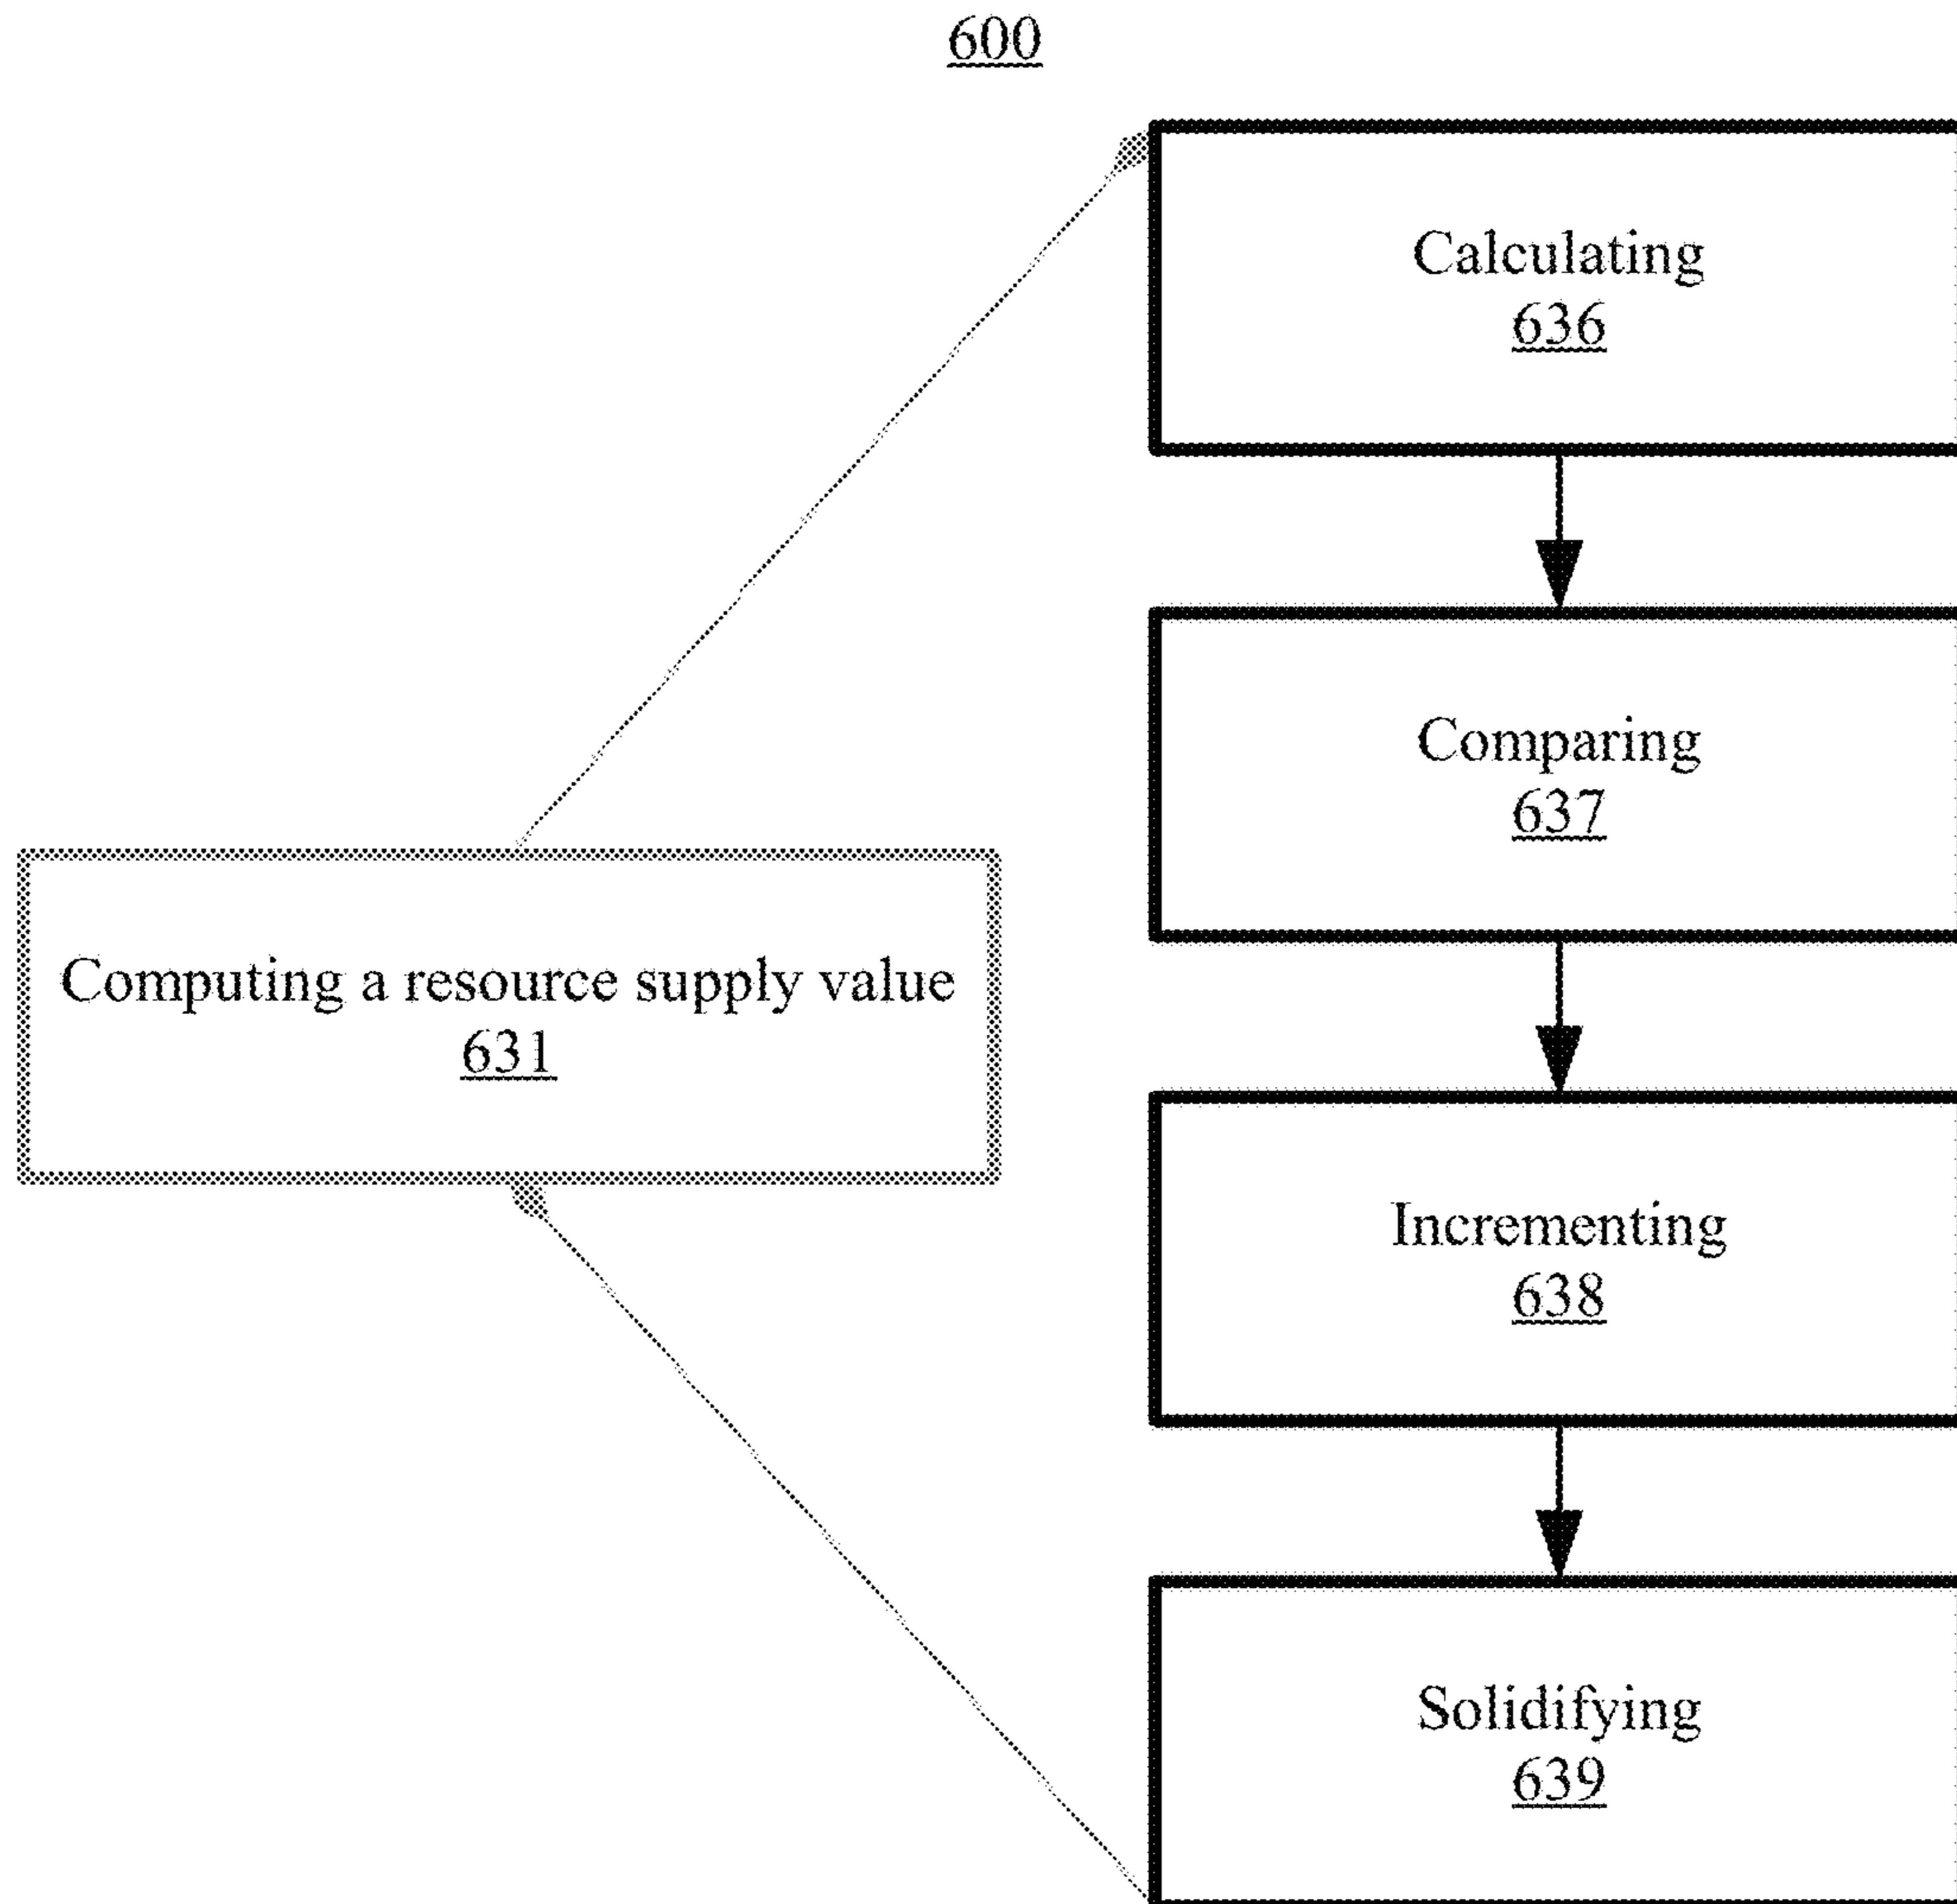 600
Calculating
636
Comparing
637
Computing a resource supply value
631
Incrementing
638
Solidifying
639